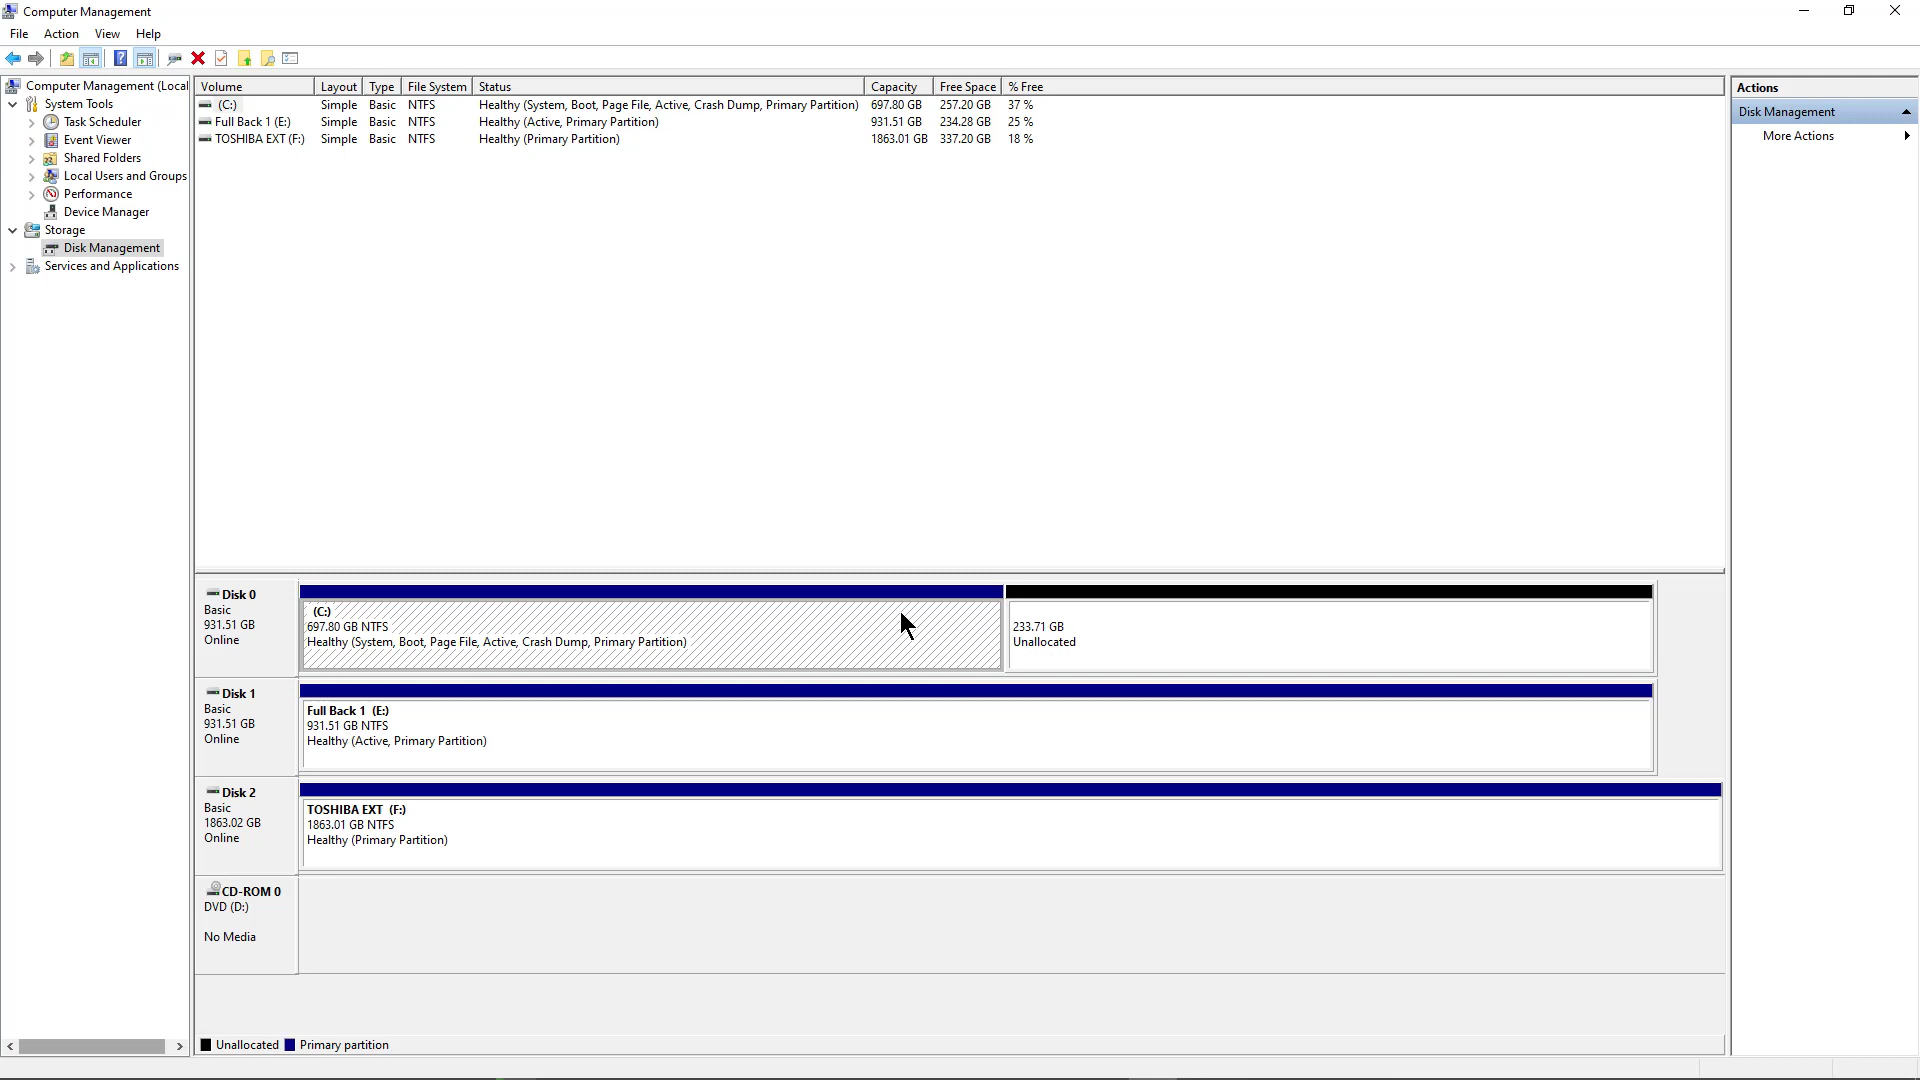 Computer Management
File Action View Help
Computer Management (Local
System Tools
Task Scheduler
Event Viewer
Shared Folders
Local Users and Groups
Performance
Device Manager
Storage
Disk Management
Services and Applications
Volume Layout Type File System Status Capacity Free Space % Free
(C:) Simple Basic NTFS Healthy (System, Boot, Page File, Active, Crash Dump, Primary Partition) 697.80 GB 257.20 GB 37 %
Full Back 1 (E:) Simple Basic NTFS Healthy (Active, Primary Partition) 931.51 GB 234.28 GB 25 %
TOSHIBA EXT (F:) Simple Basic NTFS Healthy (Primary Partition) 1863.01 GB 337.20 GB 18 %
Disk 0
Basic
931.51 GB
Online
(C:)
697.80 GB NTFS
Healthy (System, Boot, Page File, Active, Crash Dump, Primary Partition)
233.71 GB
Unallocated
Disk 1
Basic
931.51 GB
Online
Full Back 1 (E:)
931.51 GB NTFS
Healthy (Active, Primary Partition)
Disk 2
Basic
1863.02 GB
Online
TOSHIBA EXT (F:)
1863.01 GB NTFS
Healthy (Primary Partition)
CD-ROM 0
DVD (D:)
No Media
Unallocated Primary partition
Actions
Disk Management
More Actions